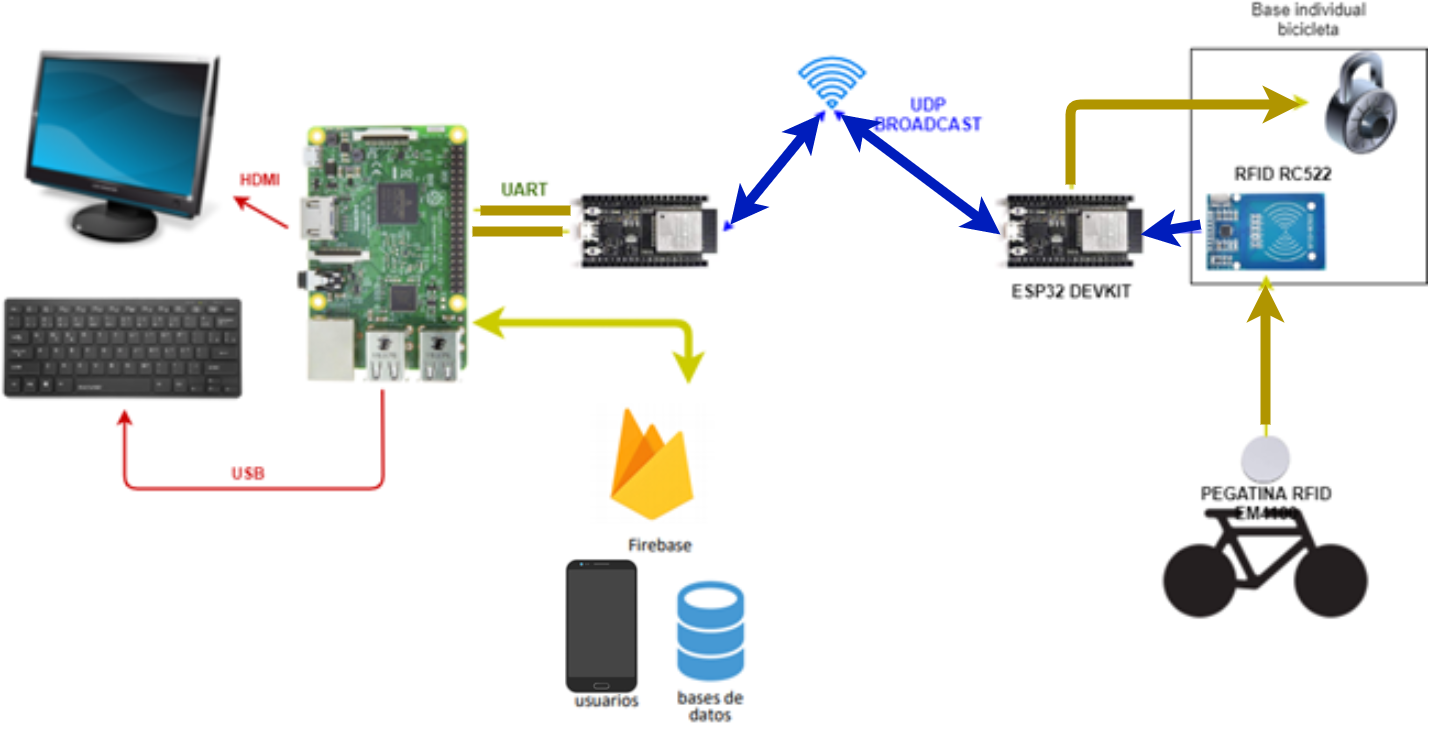 Base individual
bicicleta
UDP
BROADCAST
HDMI
UART
RFID RC522
ESP32 DEVKIT
USB
PEGATINA RFID
EM4100
Firebase
usuarios
bases de
datos